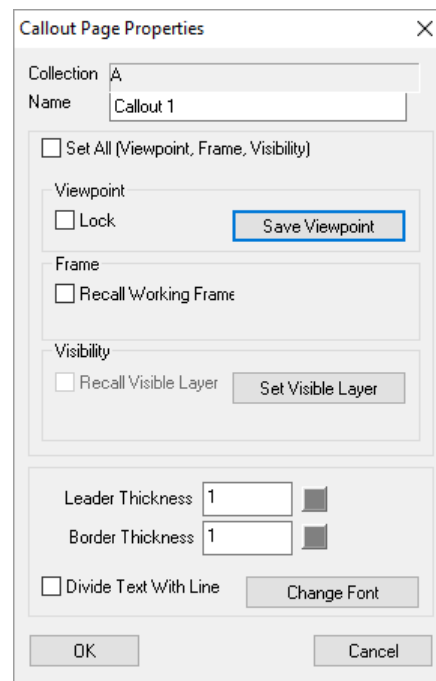 Callout Page Properties
Collection A
Name Callout 1
Set All (Viewpoint, Frame, Visibility)
Viewpoint
Lock Save Viewpoint
Frame
Recall Working Frame
Visibility
Recall Visible Layer Set Visible Layer
Leader Thickness 1
Border Thickness 1
Divide Text With Line Change Font
OK Cancel